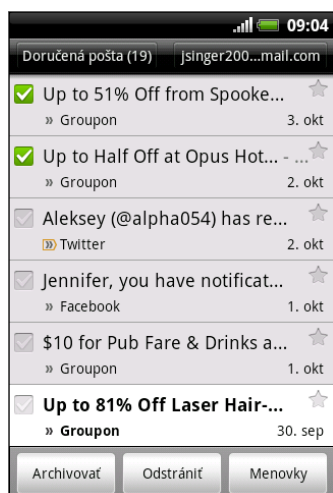 09:04
Doručená pošta (19) jsinger200...mail.com
Up to 51% Off from Spooke...
» Groupon 3. okt
Up to Half Off at Opus Hot... - ...
» Groupon 2. okt
Aleksey (@alpha054) has re...
» Twitter 2. okt
Jennifer, you have notificat...
» Facebook 1. okt
$10 for Pub Fare & Drinks a...
» Groupon 1. okt
Up to 81% Off Laser Hair-...
» Groupon 30. sep
Archivovať Odstrániť Menovky